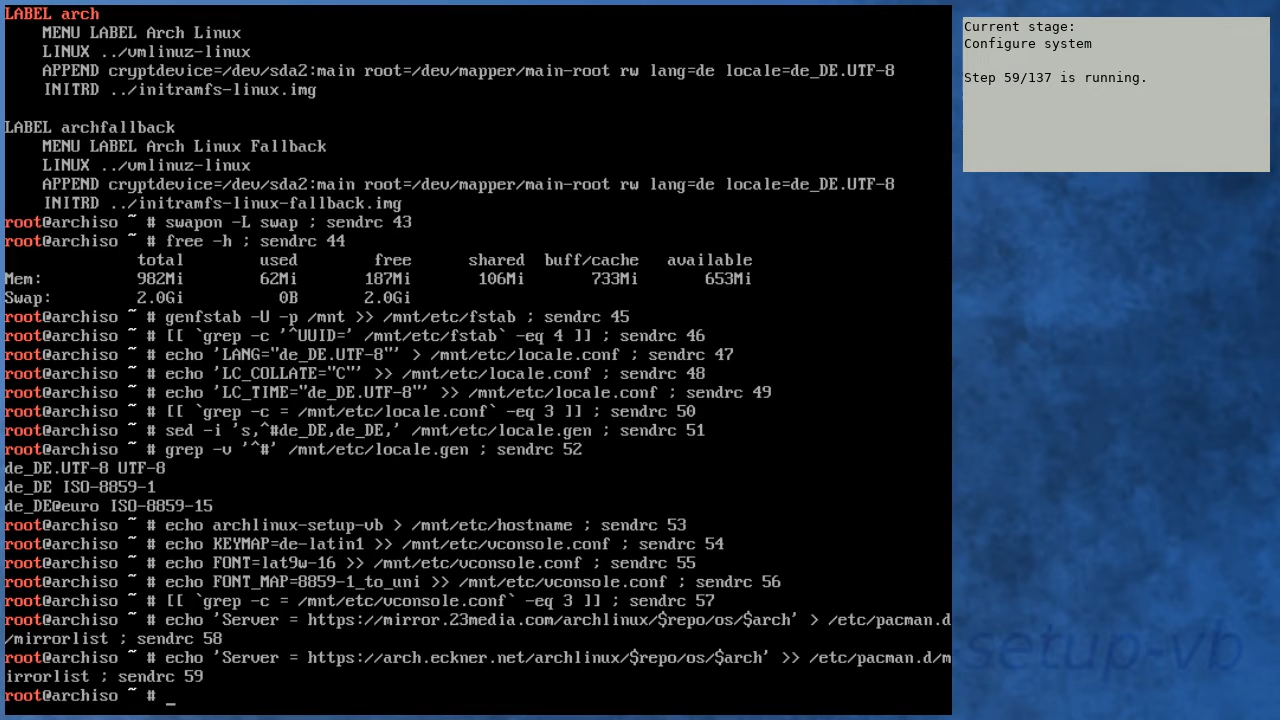 LABEL arch
    MENU LABEL Arch Linux
    LINUX ../vmlinuz-linux
    APPEND cryptdevice=/dev/sda2:main root=/dev/mapper/main-root rw lang=de locale=de_DE.UTF-8
    INITRD ../initramfs-linux.img

LABEL archfallback
    MENU LABEL Arch Linux Fallback
    LINUX ../vmlinuz-linux
    APPEND cryptdevice=/dev/sda2:main root=/dev/mapper/main-root rw lang=de locale=de_DE.UTF-8
    INITRD ../initramfs-linux-fallback.img
root@archiso ~ # swapon -L swap ; sendrc 43
root@archiso ~ # free -h ; sendrc 44
              total        used        free      shared  buff/cache   available
Mem:          982Mi        62Mi       187Mi       106Mi       733Mi       653Mi
Swap:         2.0Gi          0B       2.0Gi
root@archiso ~ # genfstab -U -p /mnt >> /mnt/etc/fstab ; sendrc 45
root@archiso ~ # [[ `grep -c '^UUID=' /mnt/etc/fstab` -eq 4 ]] ; sendrc 46
root@archiso ~ # echo 'LANG="de_DE.UTF-8"' > /mnt/etc/locale.conf ; sendrc 47
root@archiso ~ # echo 'LC_COLLATE="C"' >> /mnt/etc/locale.conf ; sendrc 48
root@archiso ~ # echo 'LC_TIME="de_DE.UTF-8"' >> /mnt/etc/locale.conf ; sendrc 49
root@archiso ~ # [[ `grep -c = /mnt/etc/locale.conf` -eq 3 ]] ; sendrc 50
root@archiso ~ # sed -i 's,^#de_DE,de_DE,' /mnt/etc/locale.gen ; sendrc 51
root@archiso ~ # grep -v '^#' /mnt/etc/locale.gen ; sendrc 52
de_DE.UTF-8 UTF-8
de_DE ISO-8859-1
de_DE@euro ISO-8859-15
root@archiso ~ # echo archlinux-setup-vb > /mnt/etc/hostname ; sendrc 53
root@archiso ~ # echo KEYMAP=de-latin1 >> /mnt/etc/vconsole.conf ; sendrc 54
root@archiso ~ # echo FONT=lat9w-16 >> /mnt/etc/vconsole.conf ; sendrc 55
root@archiso ~ # echo FONT_MAP=8859-1_to_uni >> /mnt/etc/vconsole.conf ; sendrc 56
root@archiso ~ # [[ `grep -c = /mnt/etc/vconsole.conf` -eq 3 ]] ; sendrc 57
root@archiso ~ # echo 'Server = https://mirror.23media.com/archlinux/$repo/os/$arch' > /etc/pacman.d
/mirrorlist ; sendrc 58
root@archiso ~ # echo 'Server = https://arch.eckner.net/archlinux/$repo/os/$arch' >> /etc/pacman.d/m
irrorlist ; sendrc 59
root@archiso ~ # _
Current stage:
Configure system

Step 59/137 is running.
setup-vb